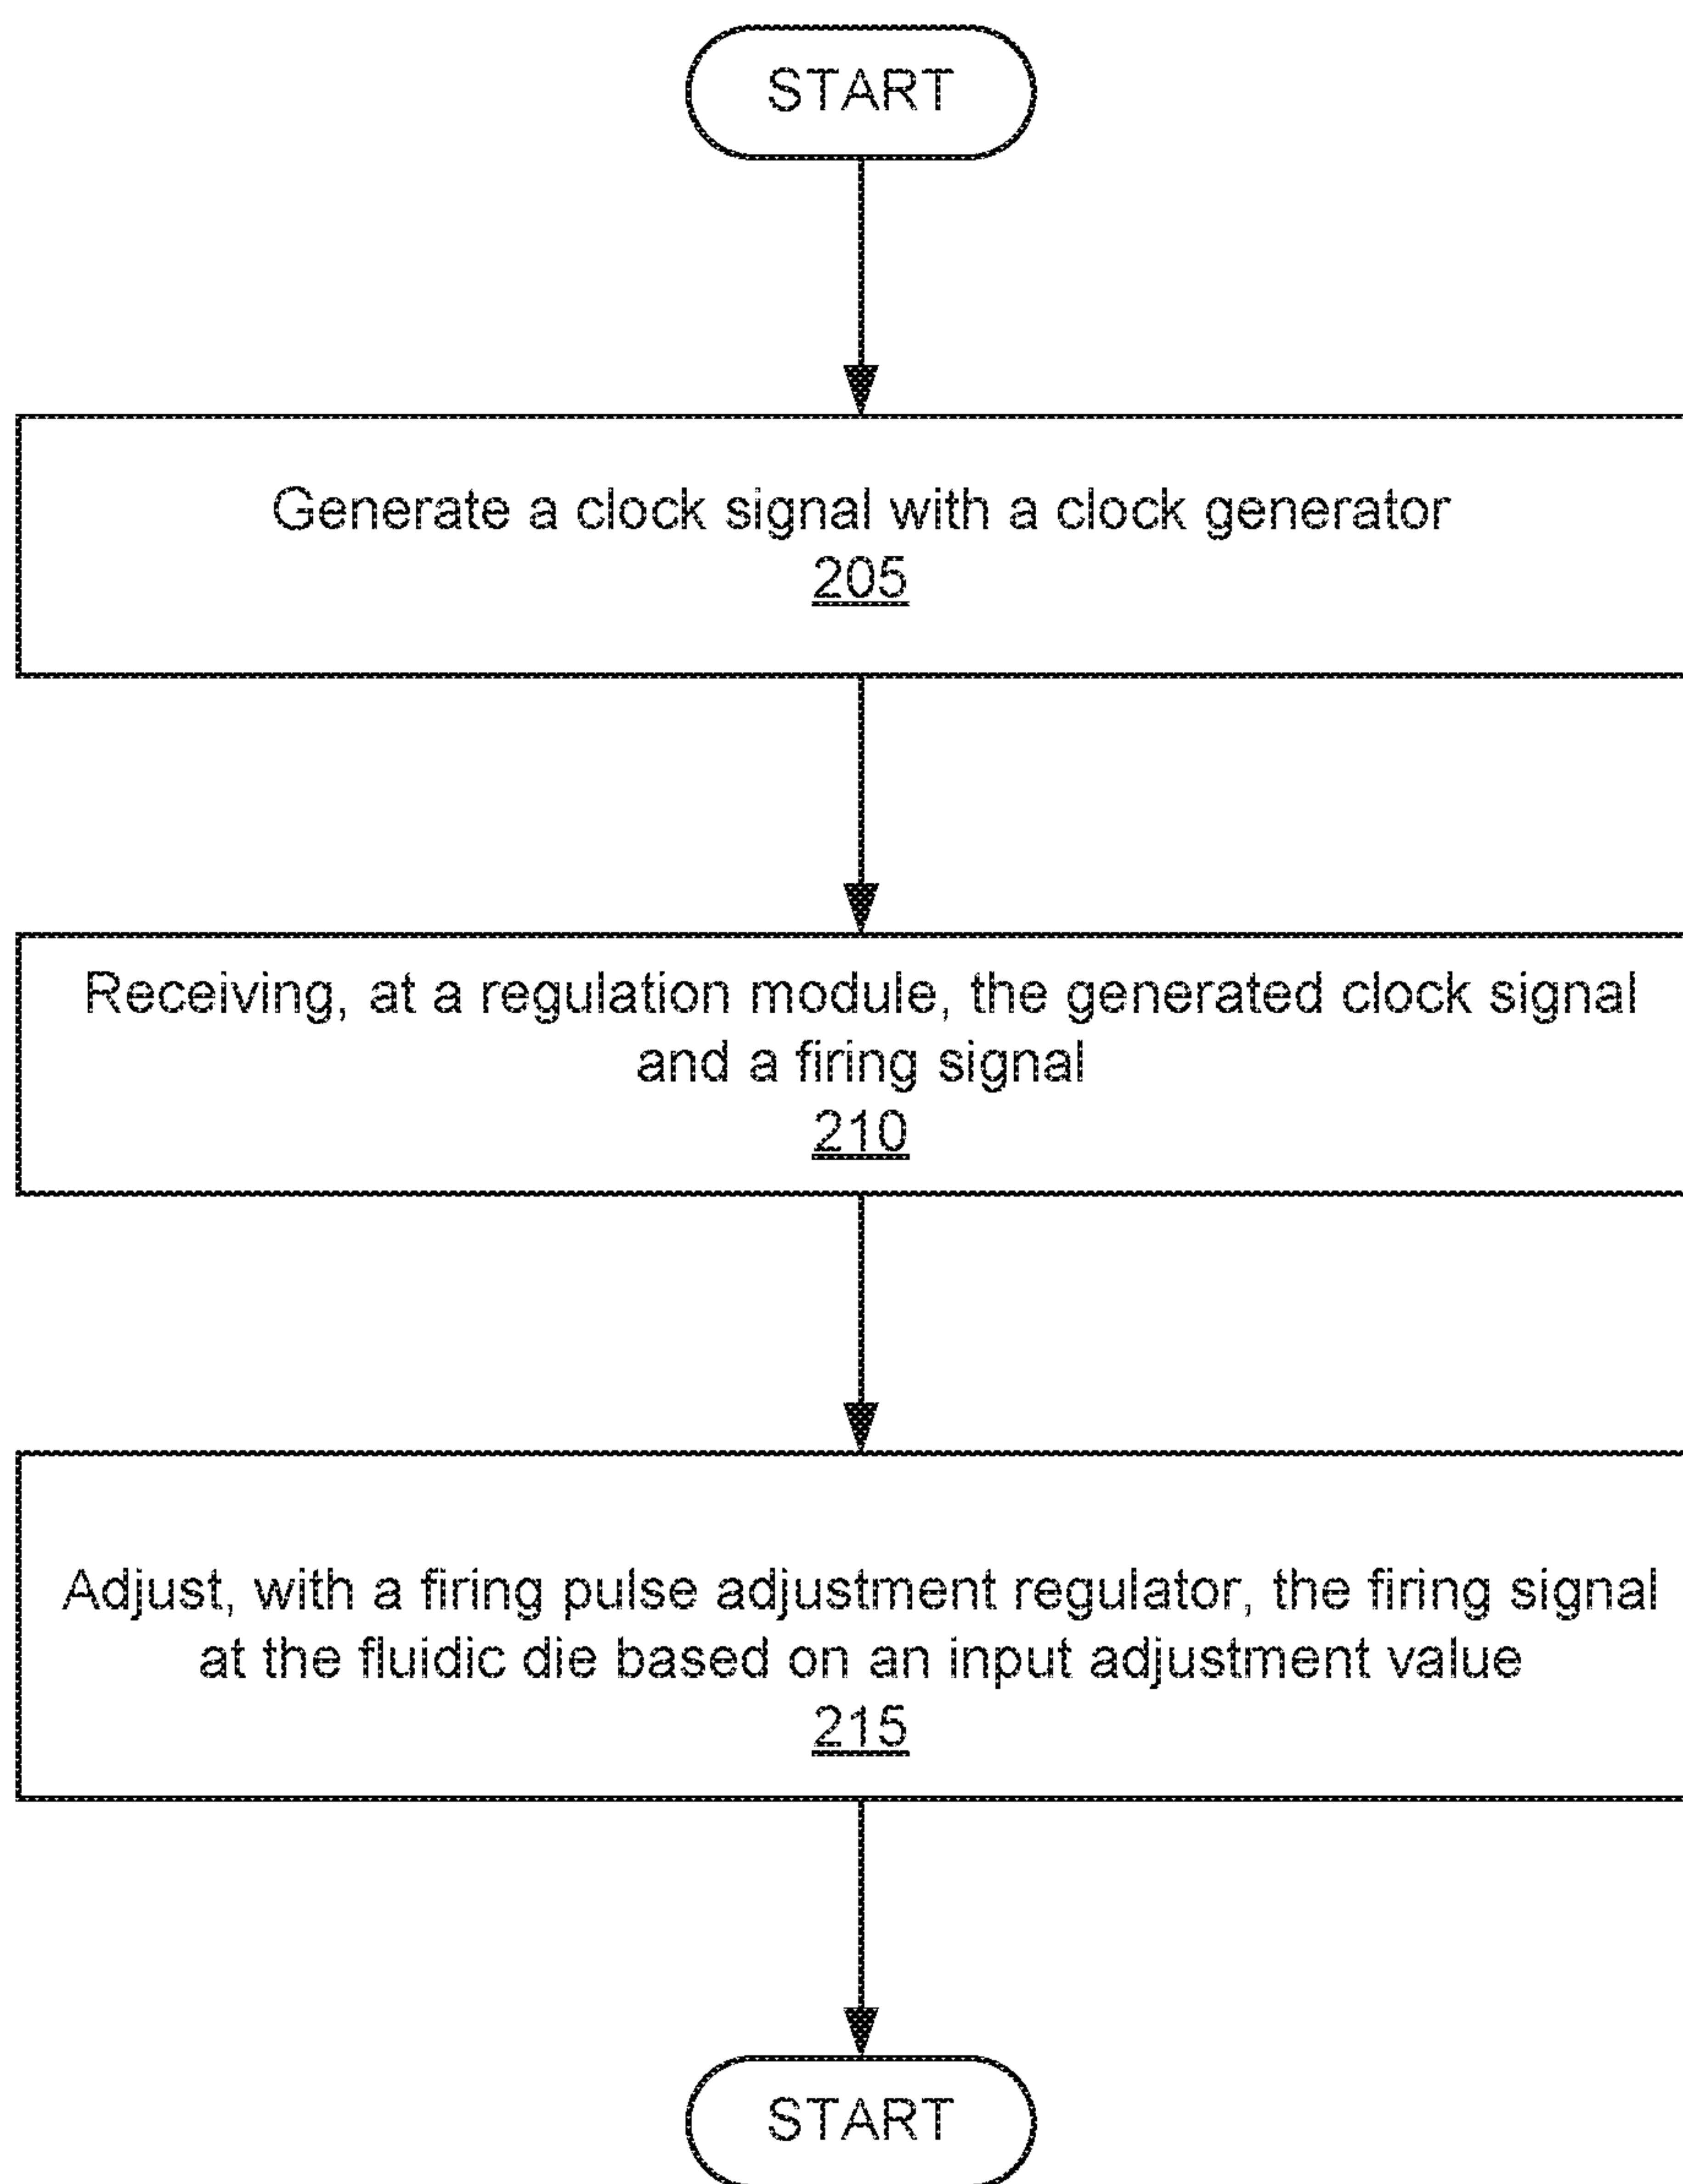 START
Generate a clock signal with a clock generator
205
Receiving, at a regulation module, the generated clock signal
and a firing signal
210
Adjust, with a firing pulse adjustment regulator, the firing signal
at the fluidic die based on an input adjustment value
215
START